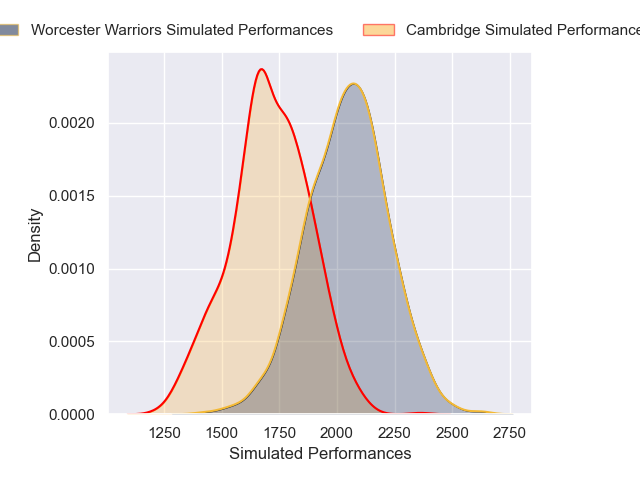 Worcester Warriors Simulated Performances Cambridge Simulated Performance
0.0020
0.0015
0.0010
0.0005
0.0000
Density
1250 1500 1750 2000 2250 2500 2750
Simulated Performances